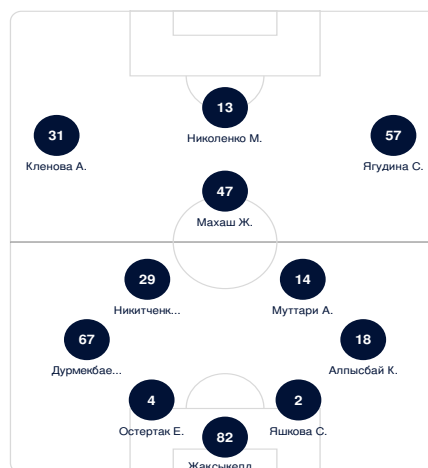 13
Николенко М.
31
Кленова А.
57
Ягудина С.
47
Махаш Ж.
29
Никитченк...
14
Муттари А.
67
Дурмекбае...
18
Алпысбай К.
4
Остертак Е.
2
Яшкова С.
82
Жаксыкелд...